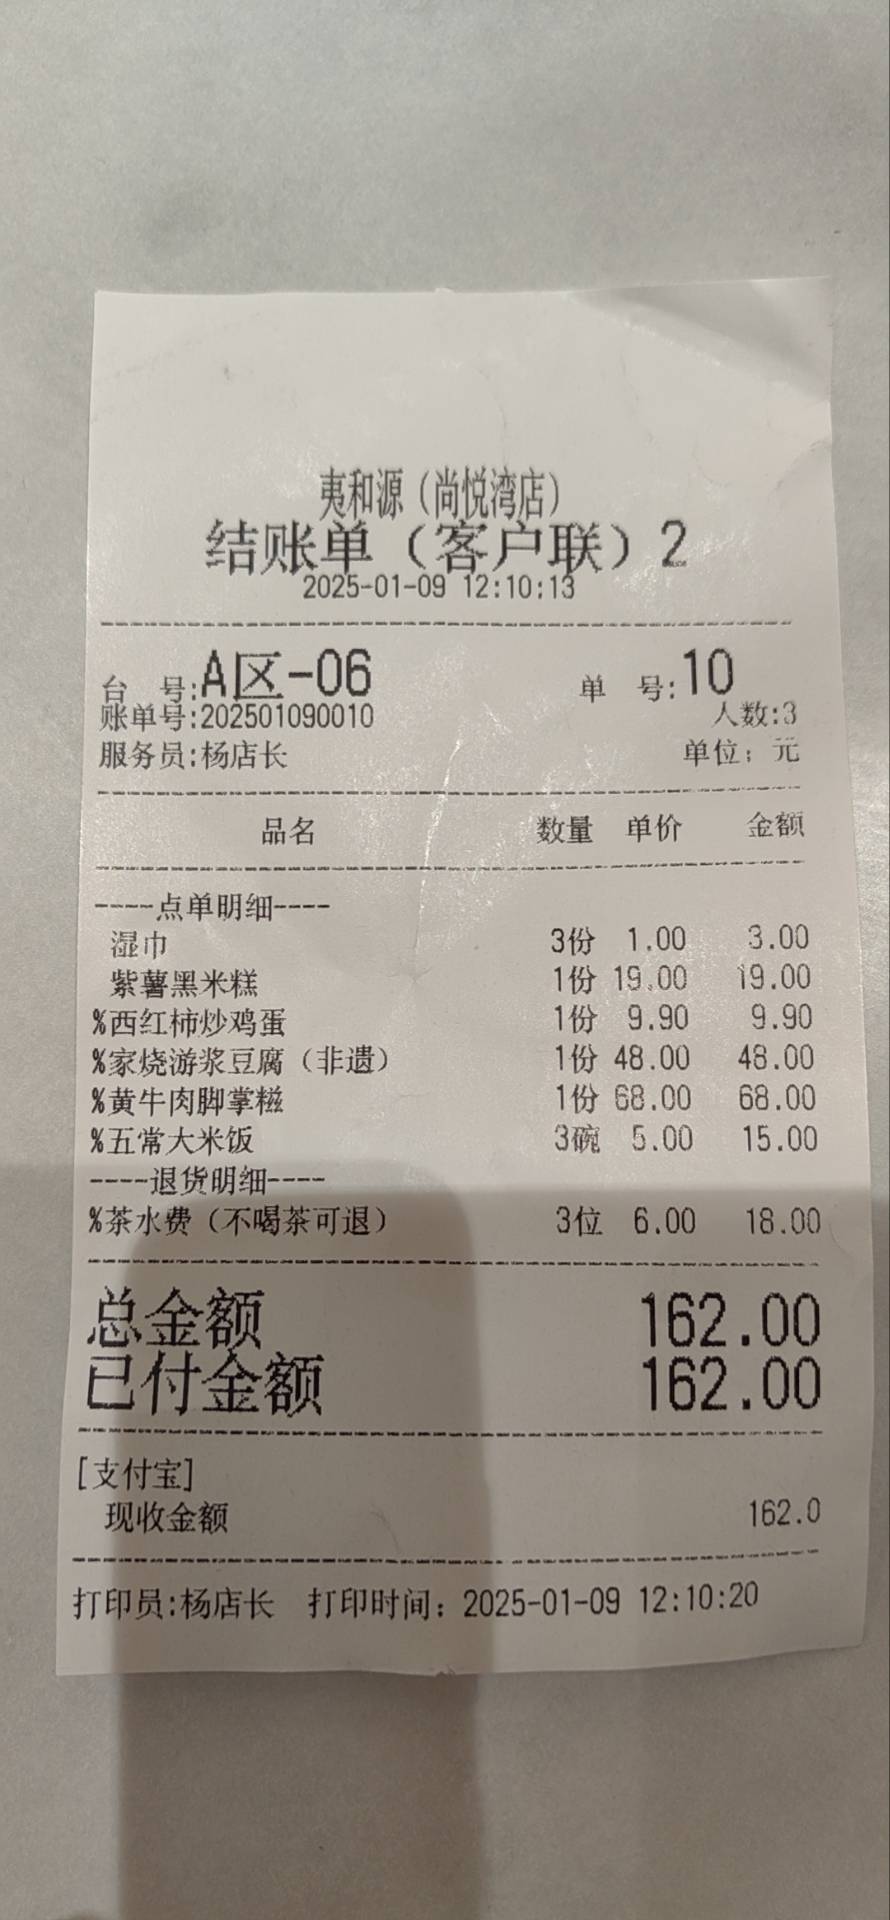 夷和源（尚悦湾店）
结账单（客户联）2
2025-01-09 12:10:13
台 号:A区-06 单 号:10
账单号:202501090010 人数:3
服务员:杨店长 单位：元
品名 数量 单价 金额
----点单明细----
湿巾 3份 1.00 3.00
紫薯黑米糕 1份 19.00 19.00
%西红柿炒鸡蛋 1份 9.90 9.90
%家烧游浆豆腐（非遗） 1份 48.00 48.00
%黄牛肉脚掌糍 1份 68.00 68.00
%五常大米饭 3碗 5.00 15.00
----退货明细----
%茶水费（不喝茶可退） 3位 6.00 18.00
总金额 162.00
已付金额 162.00
[支付宝]
现收金额 162.0
打印员:杨店长 打印时间：2025-01-09 12:10:20